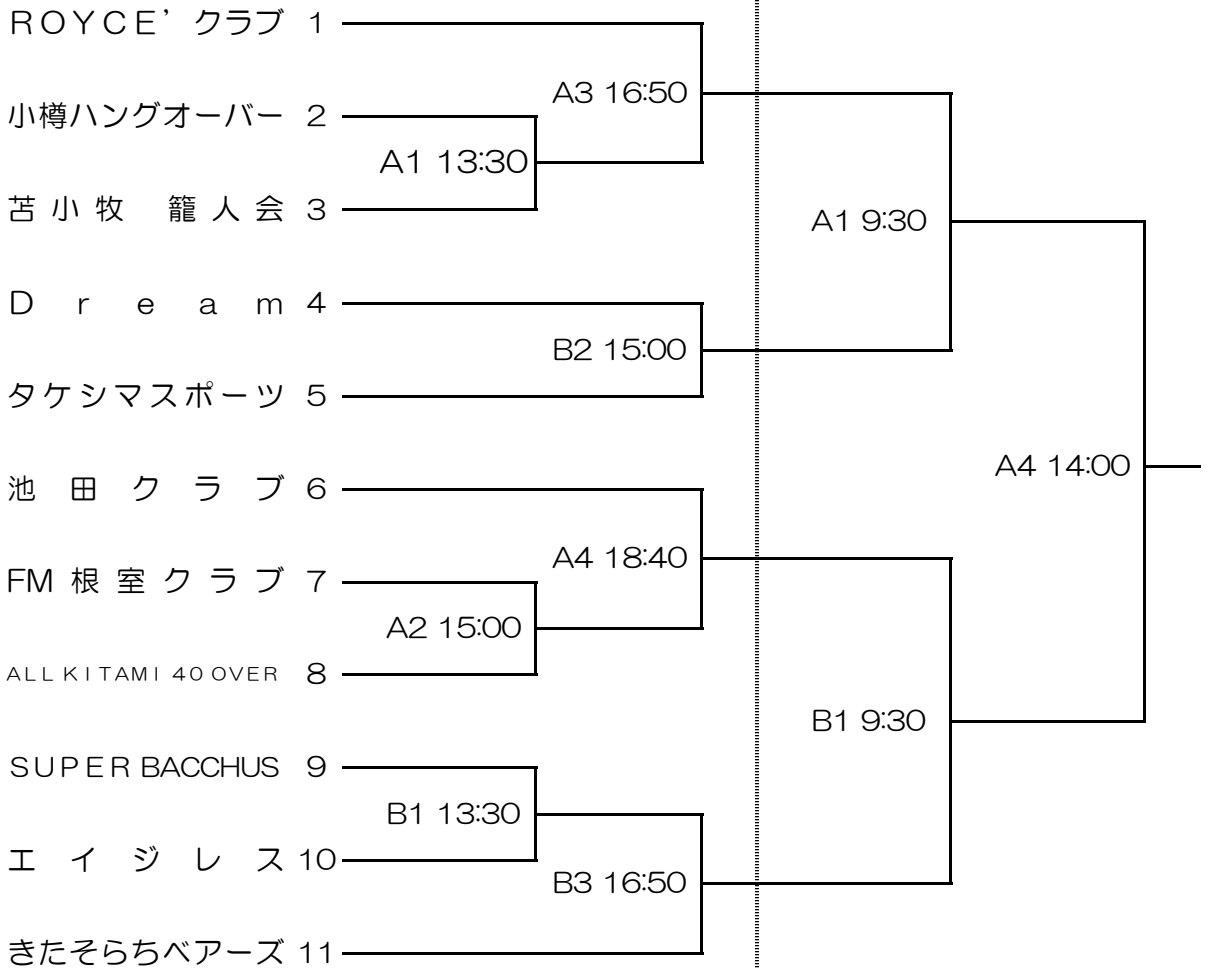 ROYCE’クラブ 1
A3 16:50
小樽ハングオーバー 2
A1 13:30
苫小牧 籠人会 3
A1 9:30
Dream 4
B2 15:00
タケシマスポーツ 5
A4 14:00
池田クラブ 6
A4 18:40
FM根室クラブ 7
A2 15:00
ALL KITAMI 40 OVER 8
B1 9:30
SUPER BACCHUS 9
B1 13:30
エイジレス 10
B3 16:50
きたそらちベアーズ 11